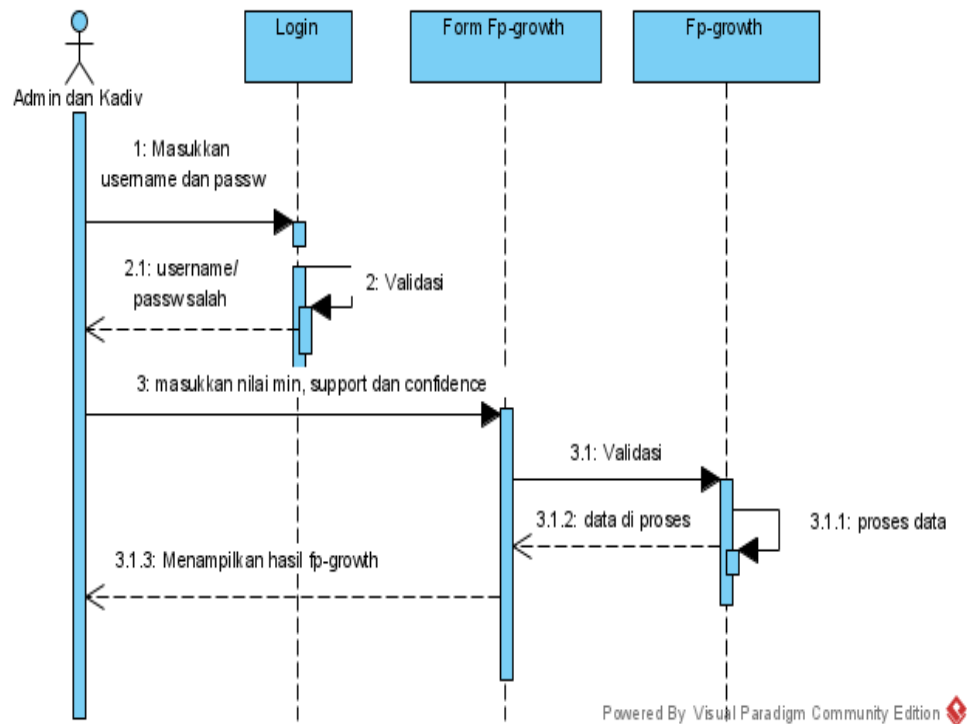 Login
Form Fp-growth
Fp-growth
Admin dan Kadiv
1: Masukkan
username dan passw
2.1: username/
passw salah
2: Validasi
3: masukkan nilai min, support dan confidence
3.1: Validasi
3.1.2: data di proses
3.1.1: proses data
3.1.3: Menampilkan hasil fp-growth
Powered By Visual Paradigm Community Edition